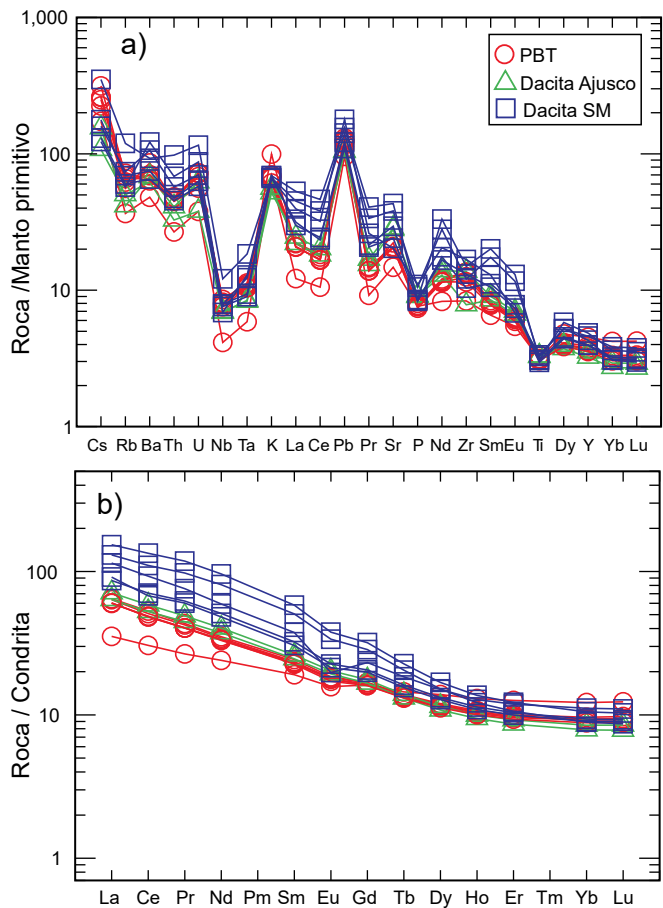 a)
PBT
Dacita Ajusco
Dacita SM
Roca /Manto primitivo
1,000
100
10
1
Cs Rb Ba Th U Nb Ta K La Ce Pb Pr Sr P Nd Zr Sm Eu Ti Dy Y Yb Lu
b)
Roca / Condrita
100
10
1
La Ce Pr Nd Pm Sm Eu Gd Tb Dy Ho Er Tm Yb Lu